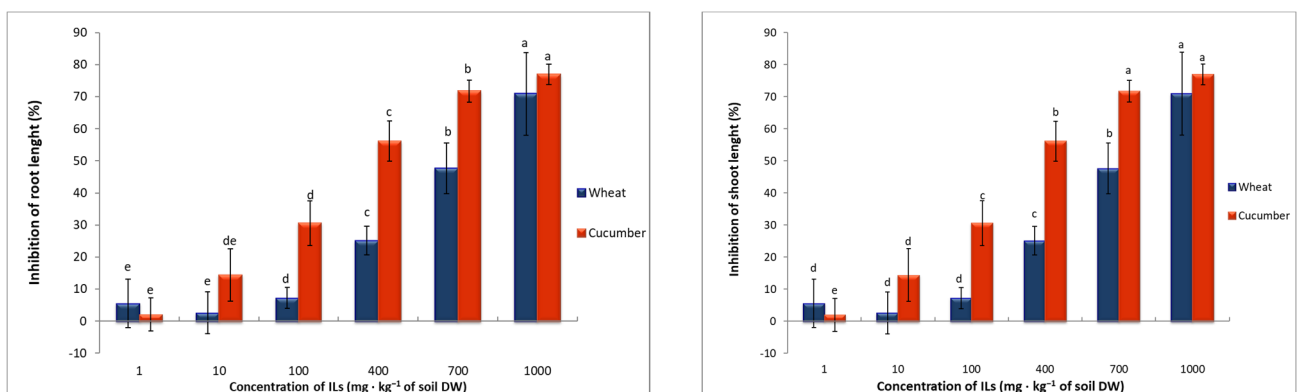 90
80
70
60
50
40
30
20
10
0
-10
Inhibition of root lenght (%)
e
e
e
de
d
d
c
c
b
b
a
a
1 10 100 400 700 1000
Concentration of ILs (mg · kg⁻¹ of soil DW)
Wheat
Cucumber
90
80
70
60
50
40
30
20
10
0
-10
Inhibition of shoot lenght (%)
d
e
d
d
d
c
c
b
b
a
a
a
1 10 100 400 700 1000
Concentration of ILs (mg · kg⁻¹ of soil DW)
Wheat
Cucumber